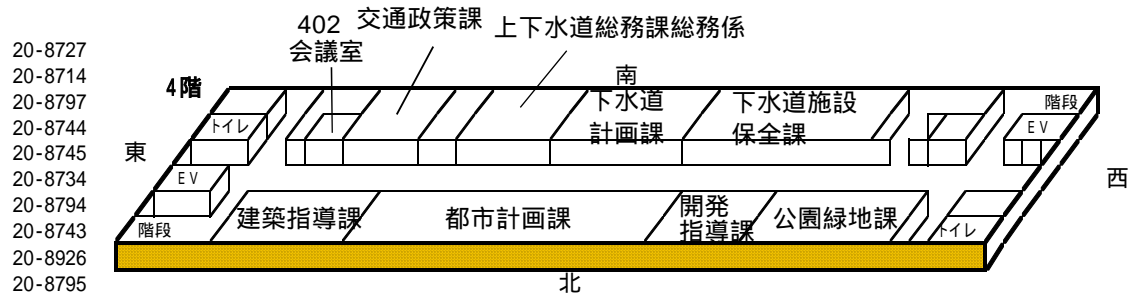 20-8727
20-8714
20-8797
20-8744
20-8745
20-8734
20-8794
20-8743
20-8926
20-8795
4階
402
会議室
交通政策課
上下水道総務課総務係
南
下水道
計画課
下水道施設
保全課
階段
EV
トイレ
東
EV
西
階段
建築指導課
都市計画課
開発
指導課
公園緑地課
トイレ
北